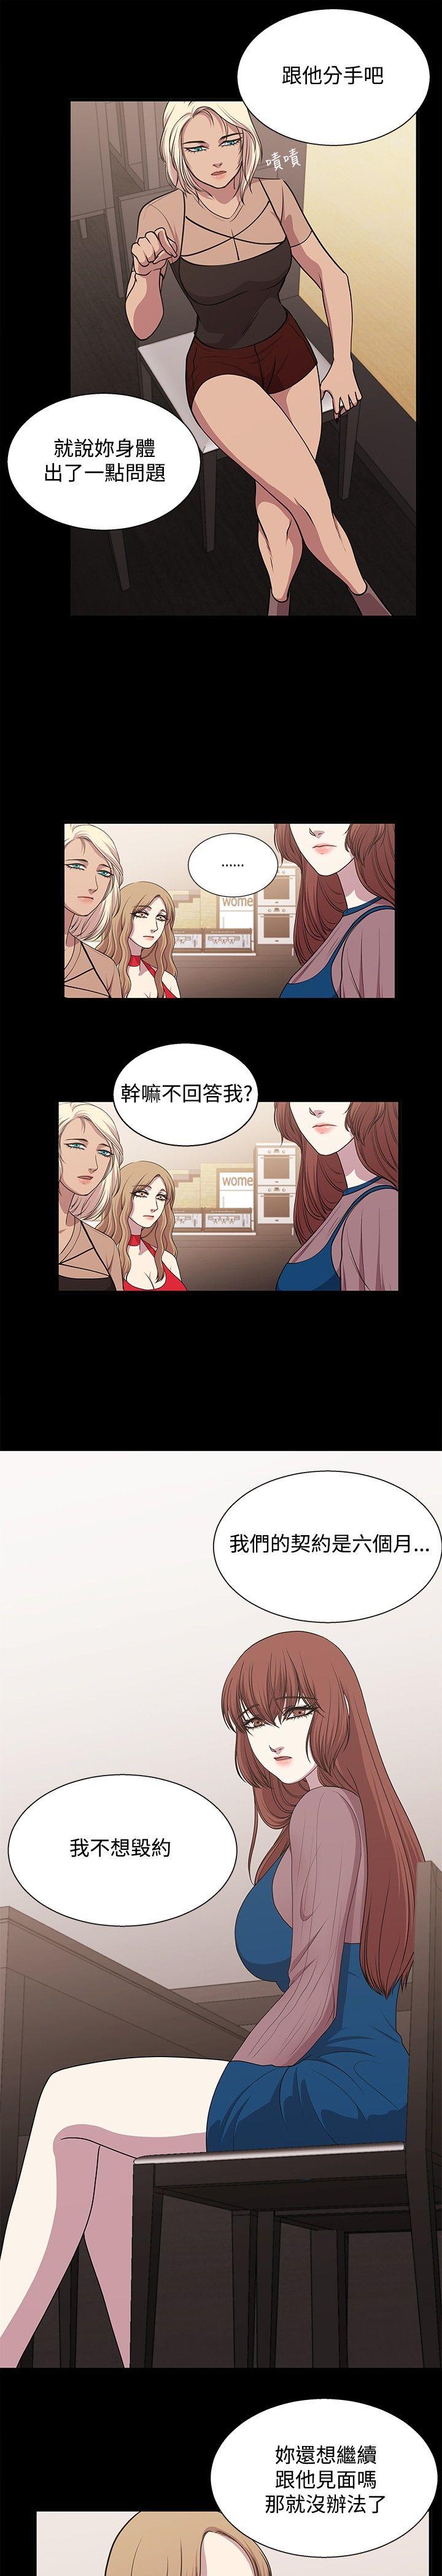 跟他分手吧
嘖嘖
就說妳身體
出了一點問題
……
wome
幹嘛不回答我?
wome
我們的契約是六個月...
我不想毀約
妳還想繼續
跟他見面嗎
那就沒辦法了